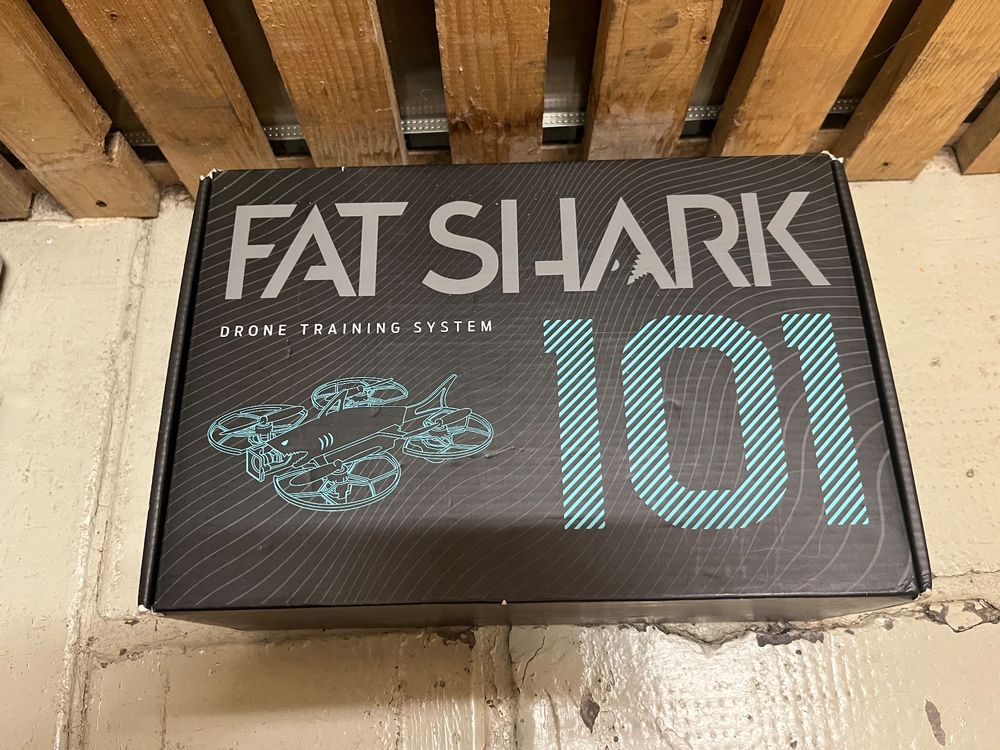 FAT SHARK
DRONE TRAINING SYSTEM
101